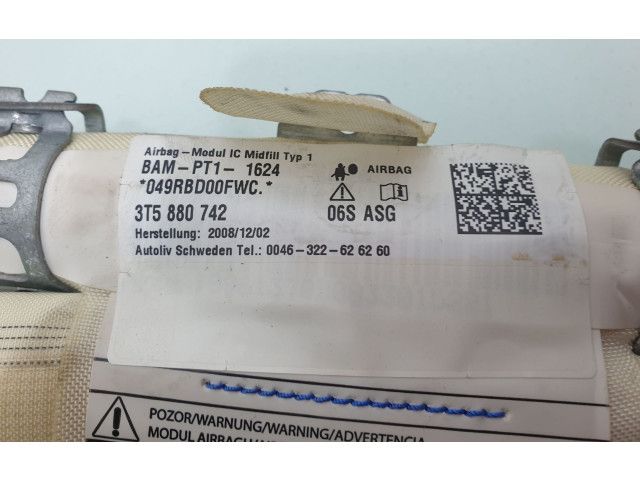 Airbag-Modul IC Midfill Typ 1
BAM-PT1- 1624
*049RBD00FWC.*
AIRBAG
3T5 880 742
06S ASG
Herstellung: 2008/12/02
Autoliv Schweden Tel.: 0046-322-62 62 60
POZOR/WARNUNG/WARNING/ADVERTENCIA
MODUL AIRBAGU